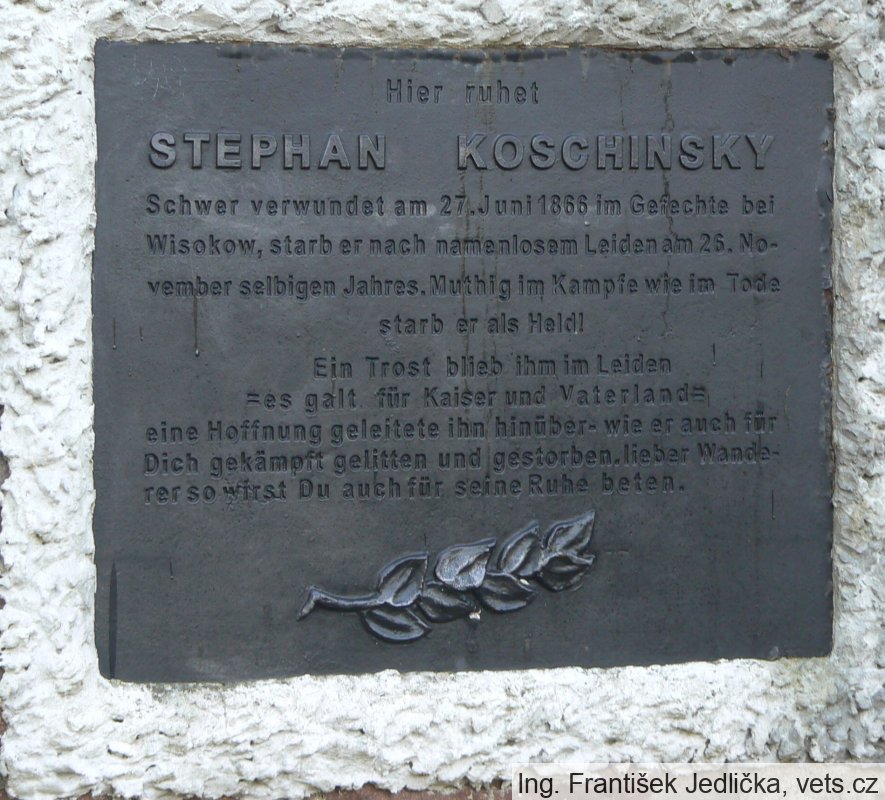 Hier ruhet
STEPHAN KOSCHINSKY
Schwer verwundet am 27. Juni 1866 im Gefechte bei
Wisokow, starb er nach namenlosem Leiden am 26. No-
vember selbigen Jahres. Muthig im Kampfe wie im Tode
starb er als Held!
Ein Trost blieb ihm im Leiden
=es galt für Kaiser und Vaterland=
eine Hoffnung geleitete ihn hinüber- wie er auch für
Dich gekämpft gelitten und gestorben, lieber Wande-
rer so wirst Du auch für seine Ruhe beten.
Ing. František Jedlička, vets.cz